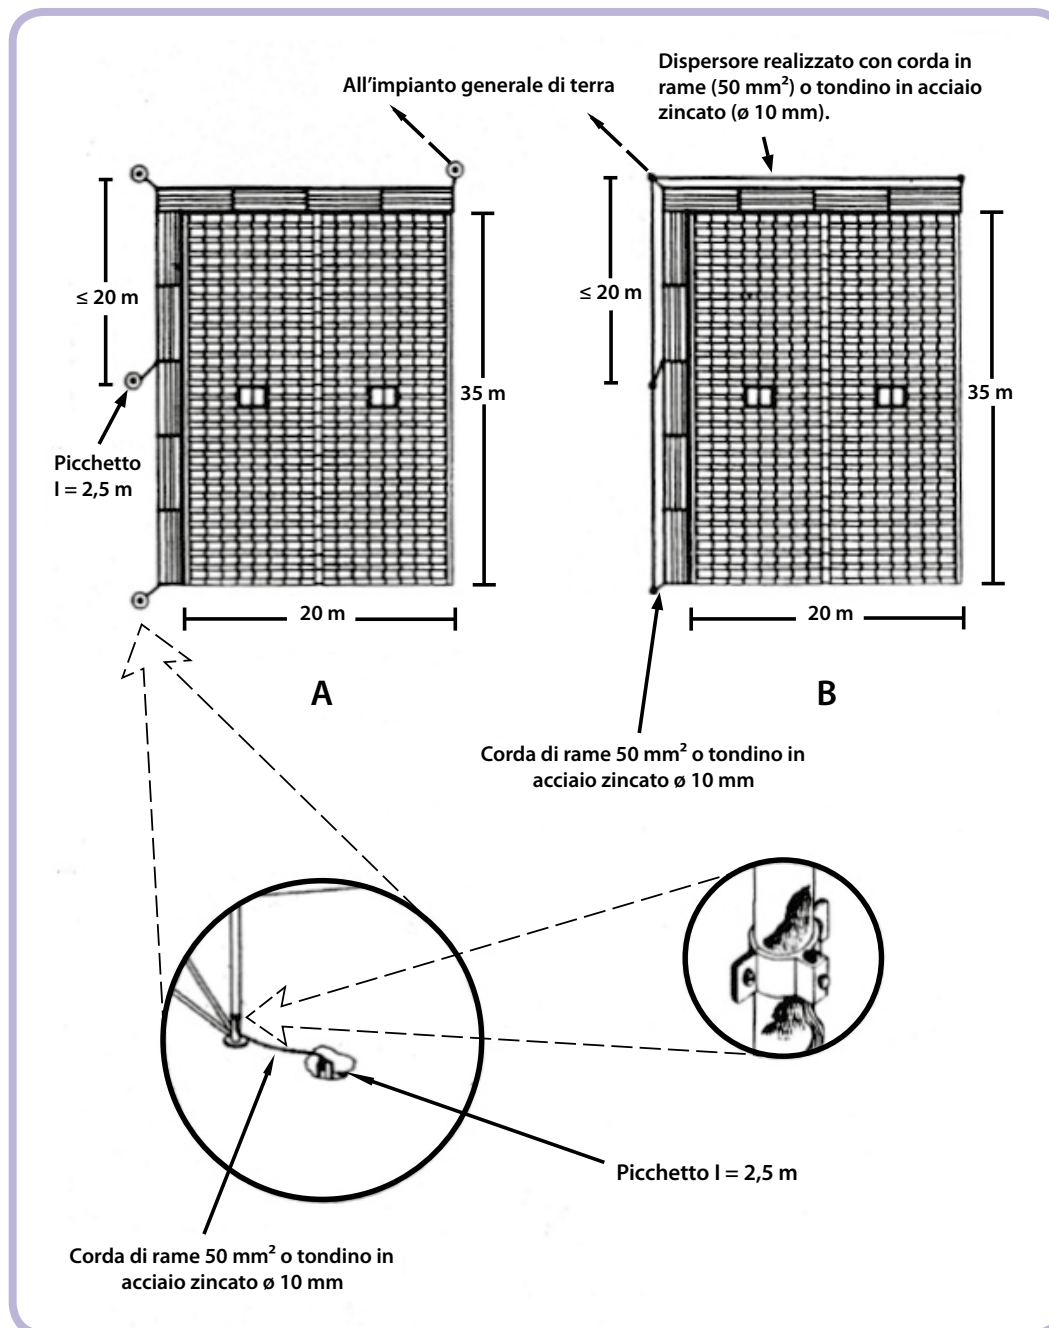 All’impianto generale di terra
Dispersore realizzato con corda in
rame (50 mm²) o tondino in acciaio
zincato (ø 10 mm).
≤ 20 m
35 m
Picchetto
l = 2,5 m
20 m
A
≤ 20 m
35 m
20 m
B
Corda di rame 50 mm² o tondino in
acciaio zincato ø 10 mm
Picchetto l = 2,5 m
Corda di rame 50 mm² o tondino in
acciaio zincato ø 10 mm